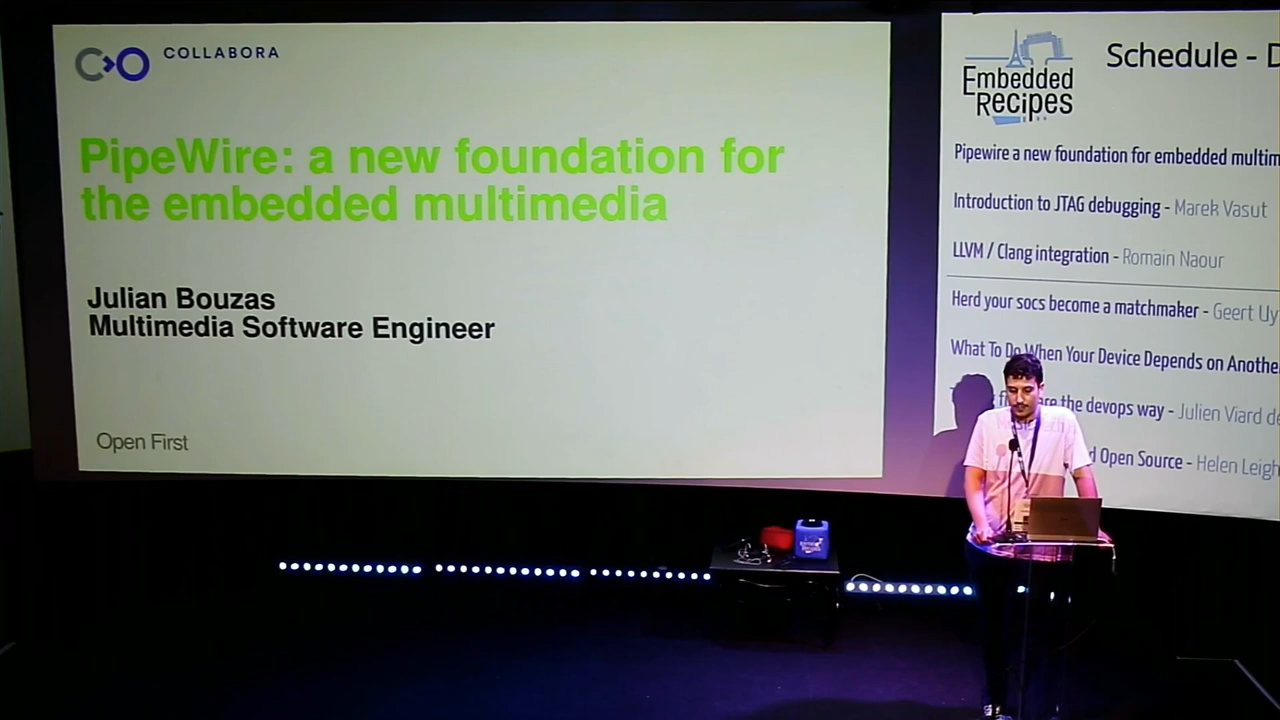 COLLABORA
PipeWire: a new foundation for
the embedded multimedia
Julian Bouzas
Multimedia Software Engineer
Open First
Embedded
Recipes
Schedule -
Pipewire a new foundation for embedded multim
Introduction to JTAG debugging - Marek Vasut
LLVM / Clang integration - Romain Naour
Herd your socs become a matchmaker - Geert Uy
What To Do When Your Device Depends on Anothe
the devops way - Julien Viard de
Open Source - Helen Leigh